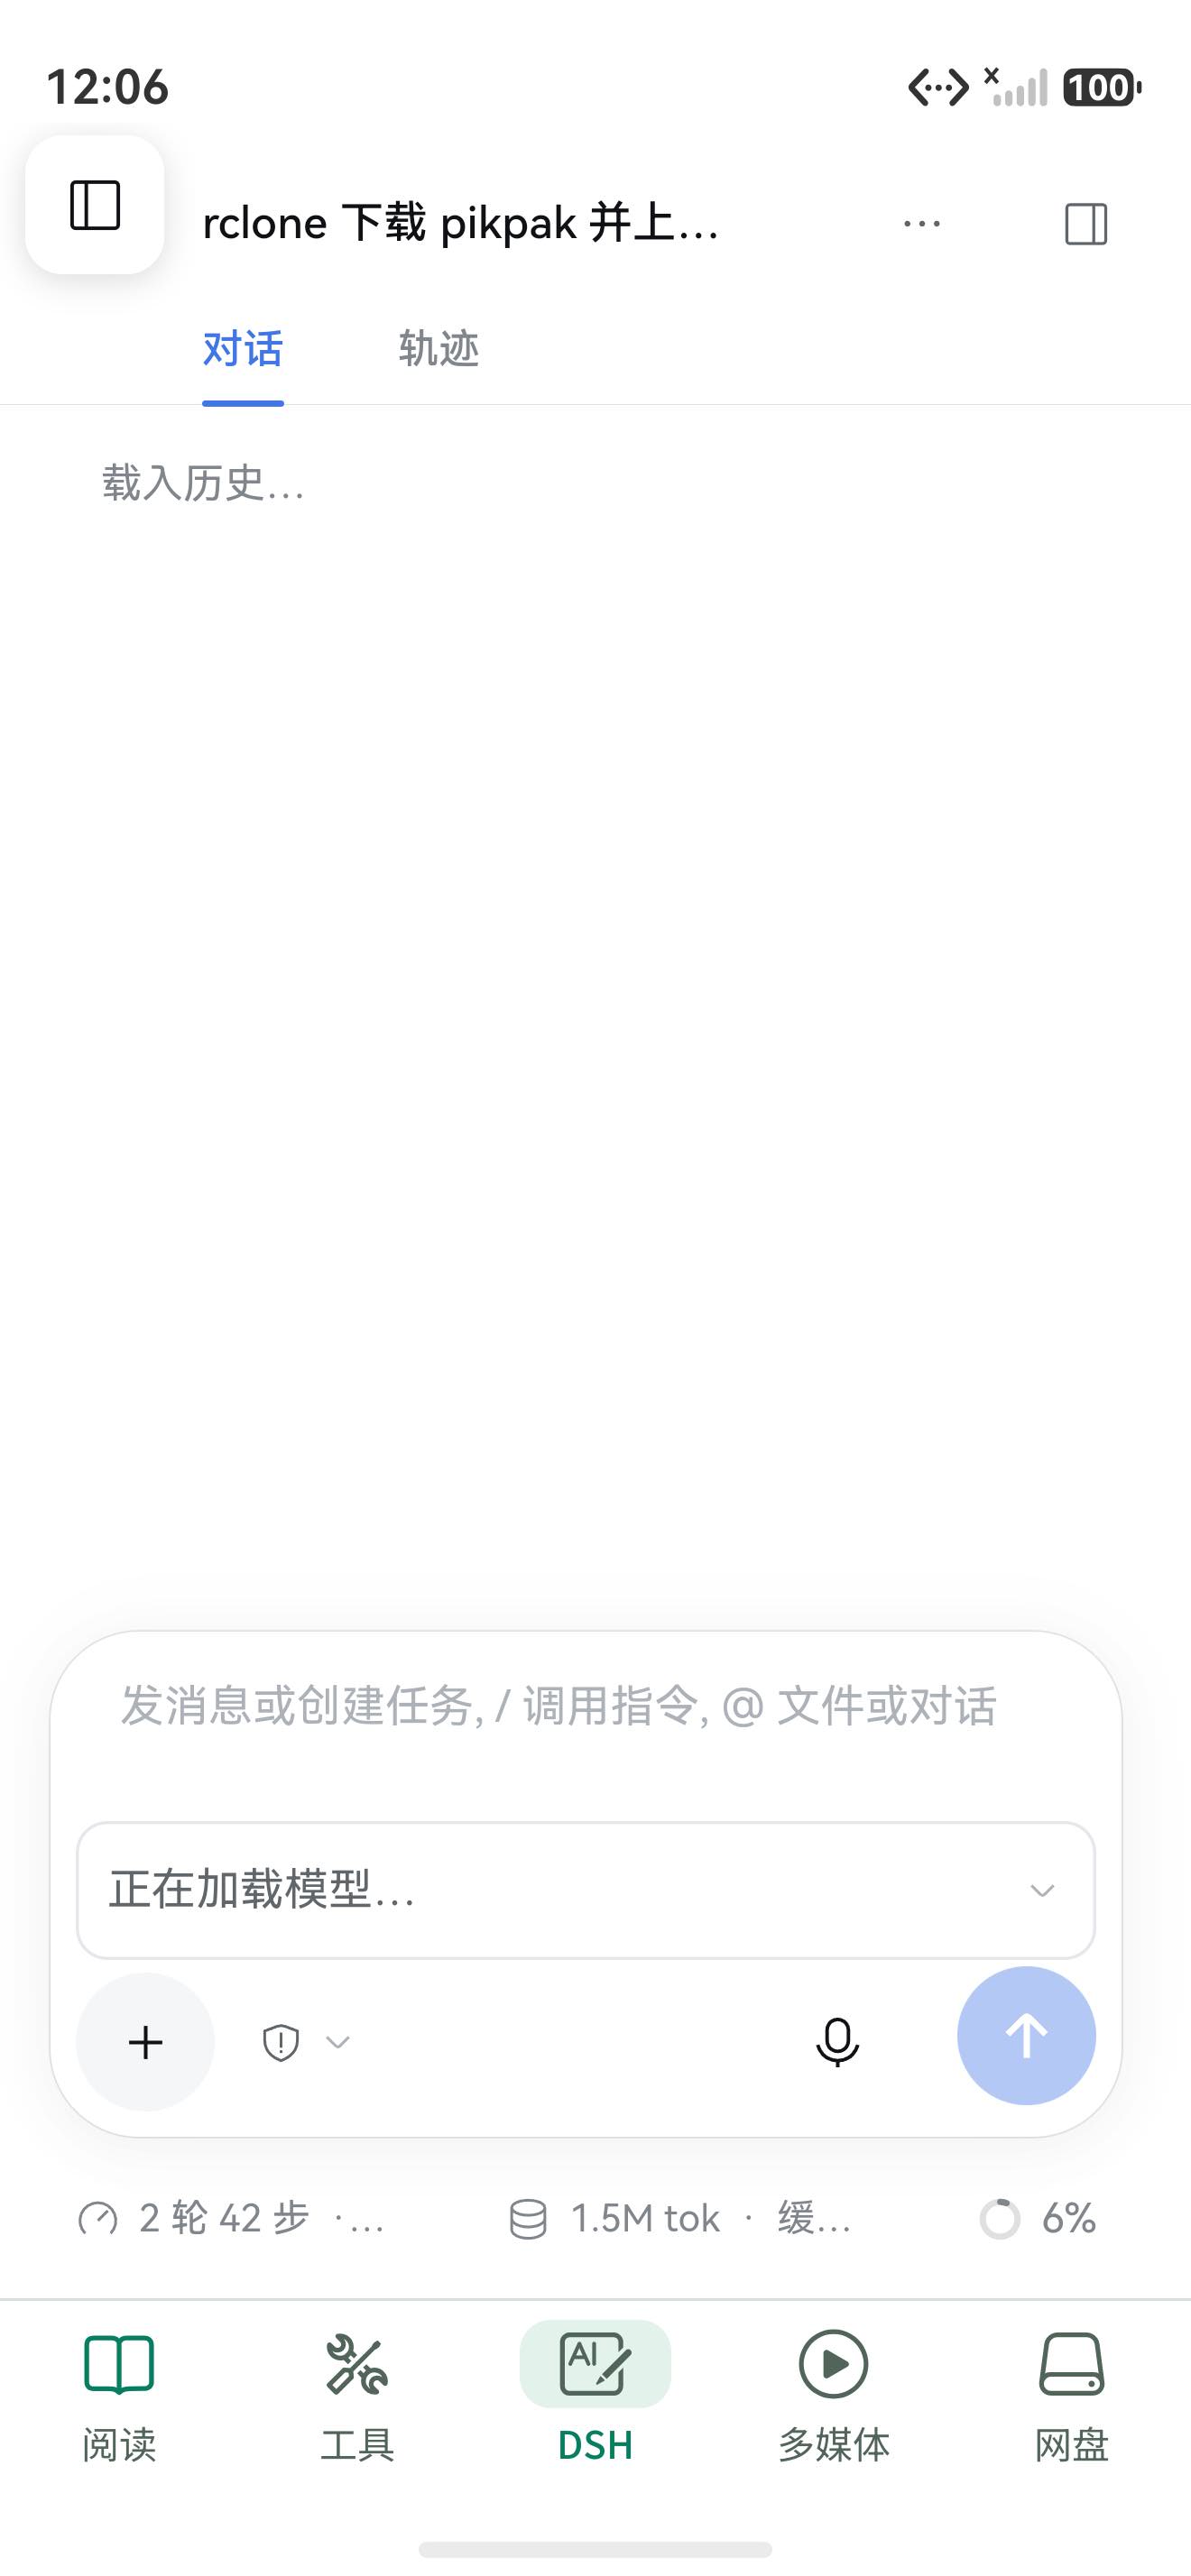 12:06
100
rclone 下载 pikpak 并上...
对话
轨迹
载入历史...
发消息或创建任务, / 调用指令, @ 文件或对话
正在加载模型...
2 轮 42 步 ·...
1.5M tok · 缓...
6%
AI
阅读
工具
DSH
多媒体
网盘